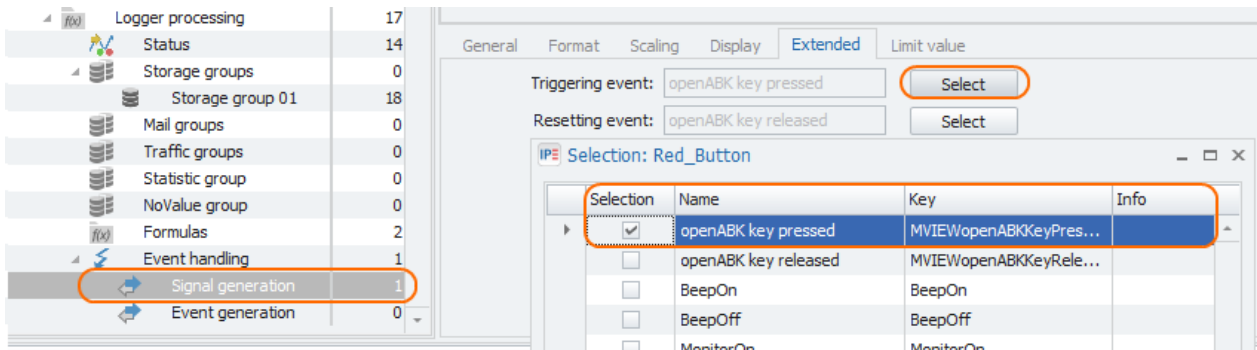 Logger processing 17
Status 14
Storage groups 0
Storage group 01 18
Mail groups 0
Traffic groups 0
Statistic group 0
NoValue group 0
f(x) Formulas 2
Event handling 1
Signal generation 1
Event generation 0
General Format Scaling Display Extended Limit value
Triggering event: openABK key pressed Select
Resetting event: openABK key released Select
IPE Selection: Red_Button
Selection Name Key Info
openABK key pressed MVIEWopenABKKeyPres...
openABK key released MVIEWopenABKKeyRele...
BeepOn BeepOn
BeepOff BeepOff
MonitorOn MonitorOn